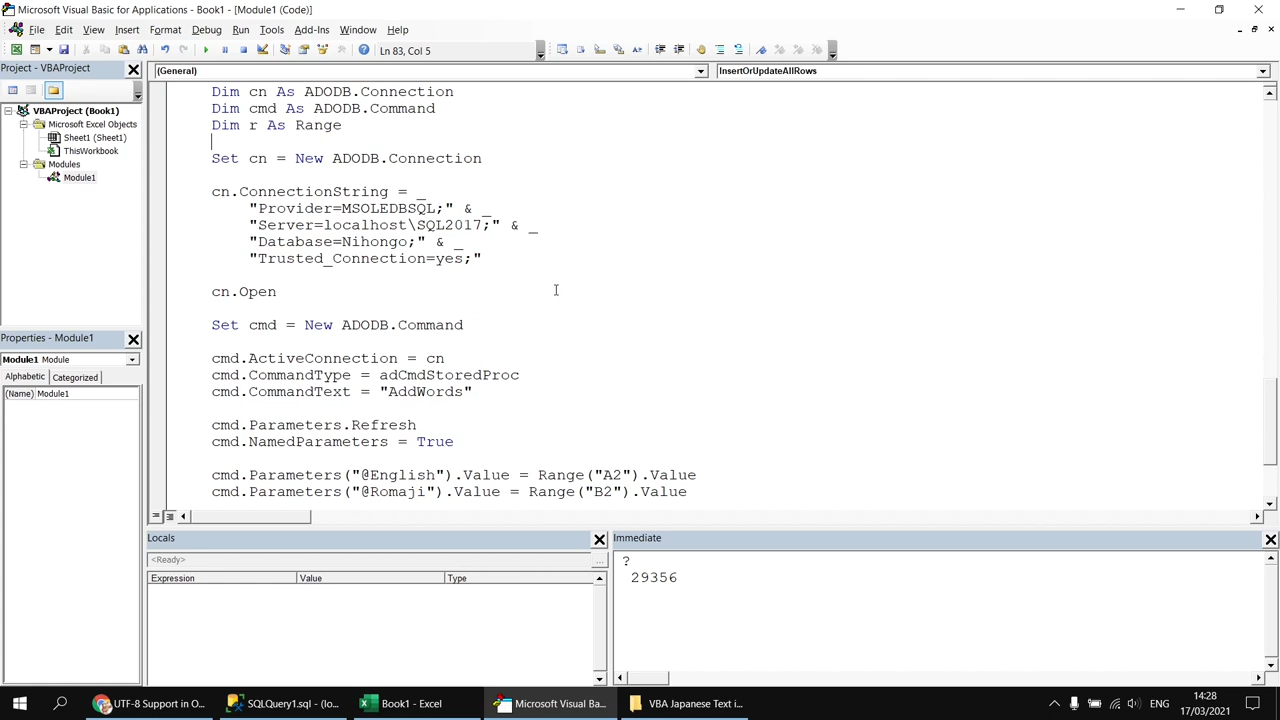 Microsoft Visual Basic for Applications - Book1 - [Module1 (Code)]
File Edit View Insert Format Debug Run Tools Add-Ins Window Help
Ln 83, Col 5
Project - VBAProject
(General)
InsertOrUpdateAllRows
VBAProject (Book1)
Microsoft Excel Objects
Sheet1 (Sheet1)
ThisWorkbook
Modules
Module1
Dim cn As ADODB.Connection
Dim cmd As ADODB.Command
Dim r As Range
Set cn = New ADODB.Connection
cn.ConnectionString = _
"Provider=MSOLEDBSQL;" & _
"Server=localhost\SQL2017;" & _
"Database=Nihongo;" & _
"Trusted_Connection=yes;"
cn.Open
Set cmd = New ADODB.Command
cmd.ActiveConnection = cn
cmd.CommandType = adCmdStoredProc
cmd.CommandText = "AddWords"
cmd.Parameters.Refresh
cmd.NamedParameters = True
cmd.Parameters("@English").Value = Range("A2").Value
cmd.Parameters("@Romaji").Value = Range("B2").Value
Properties - Module1
Module1 Module
Alphabetic Categorized
(Name) Module1
Locals
<Ready>
...
Expression Value Type
Immediate
?
29356
UTF-8 Support in O...
SQLQuery1.sql - (lo...
Book1 - Excel
Microsoft Visual Ba...
VBA Japanese Text i...
ENG
14:28
17/03/2021